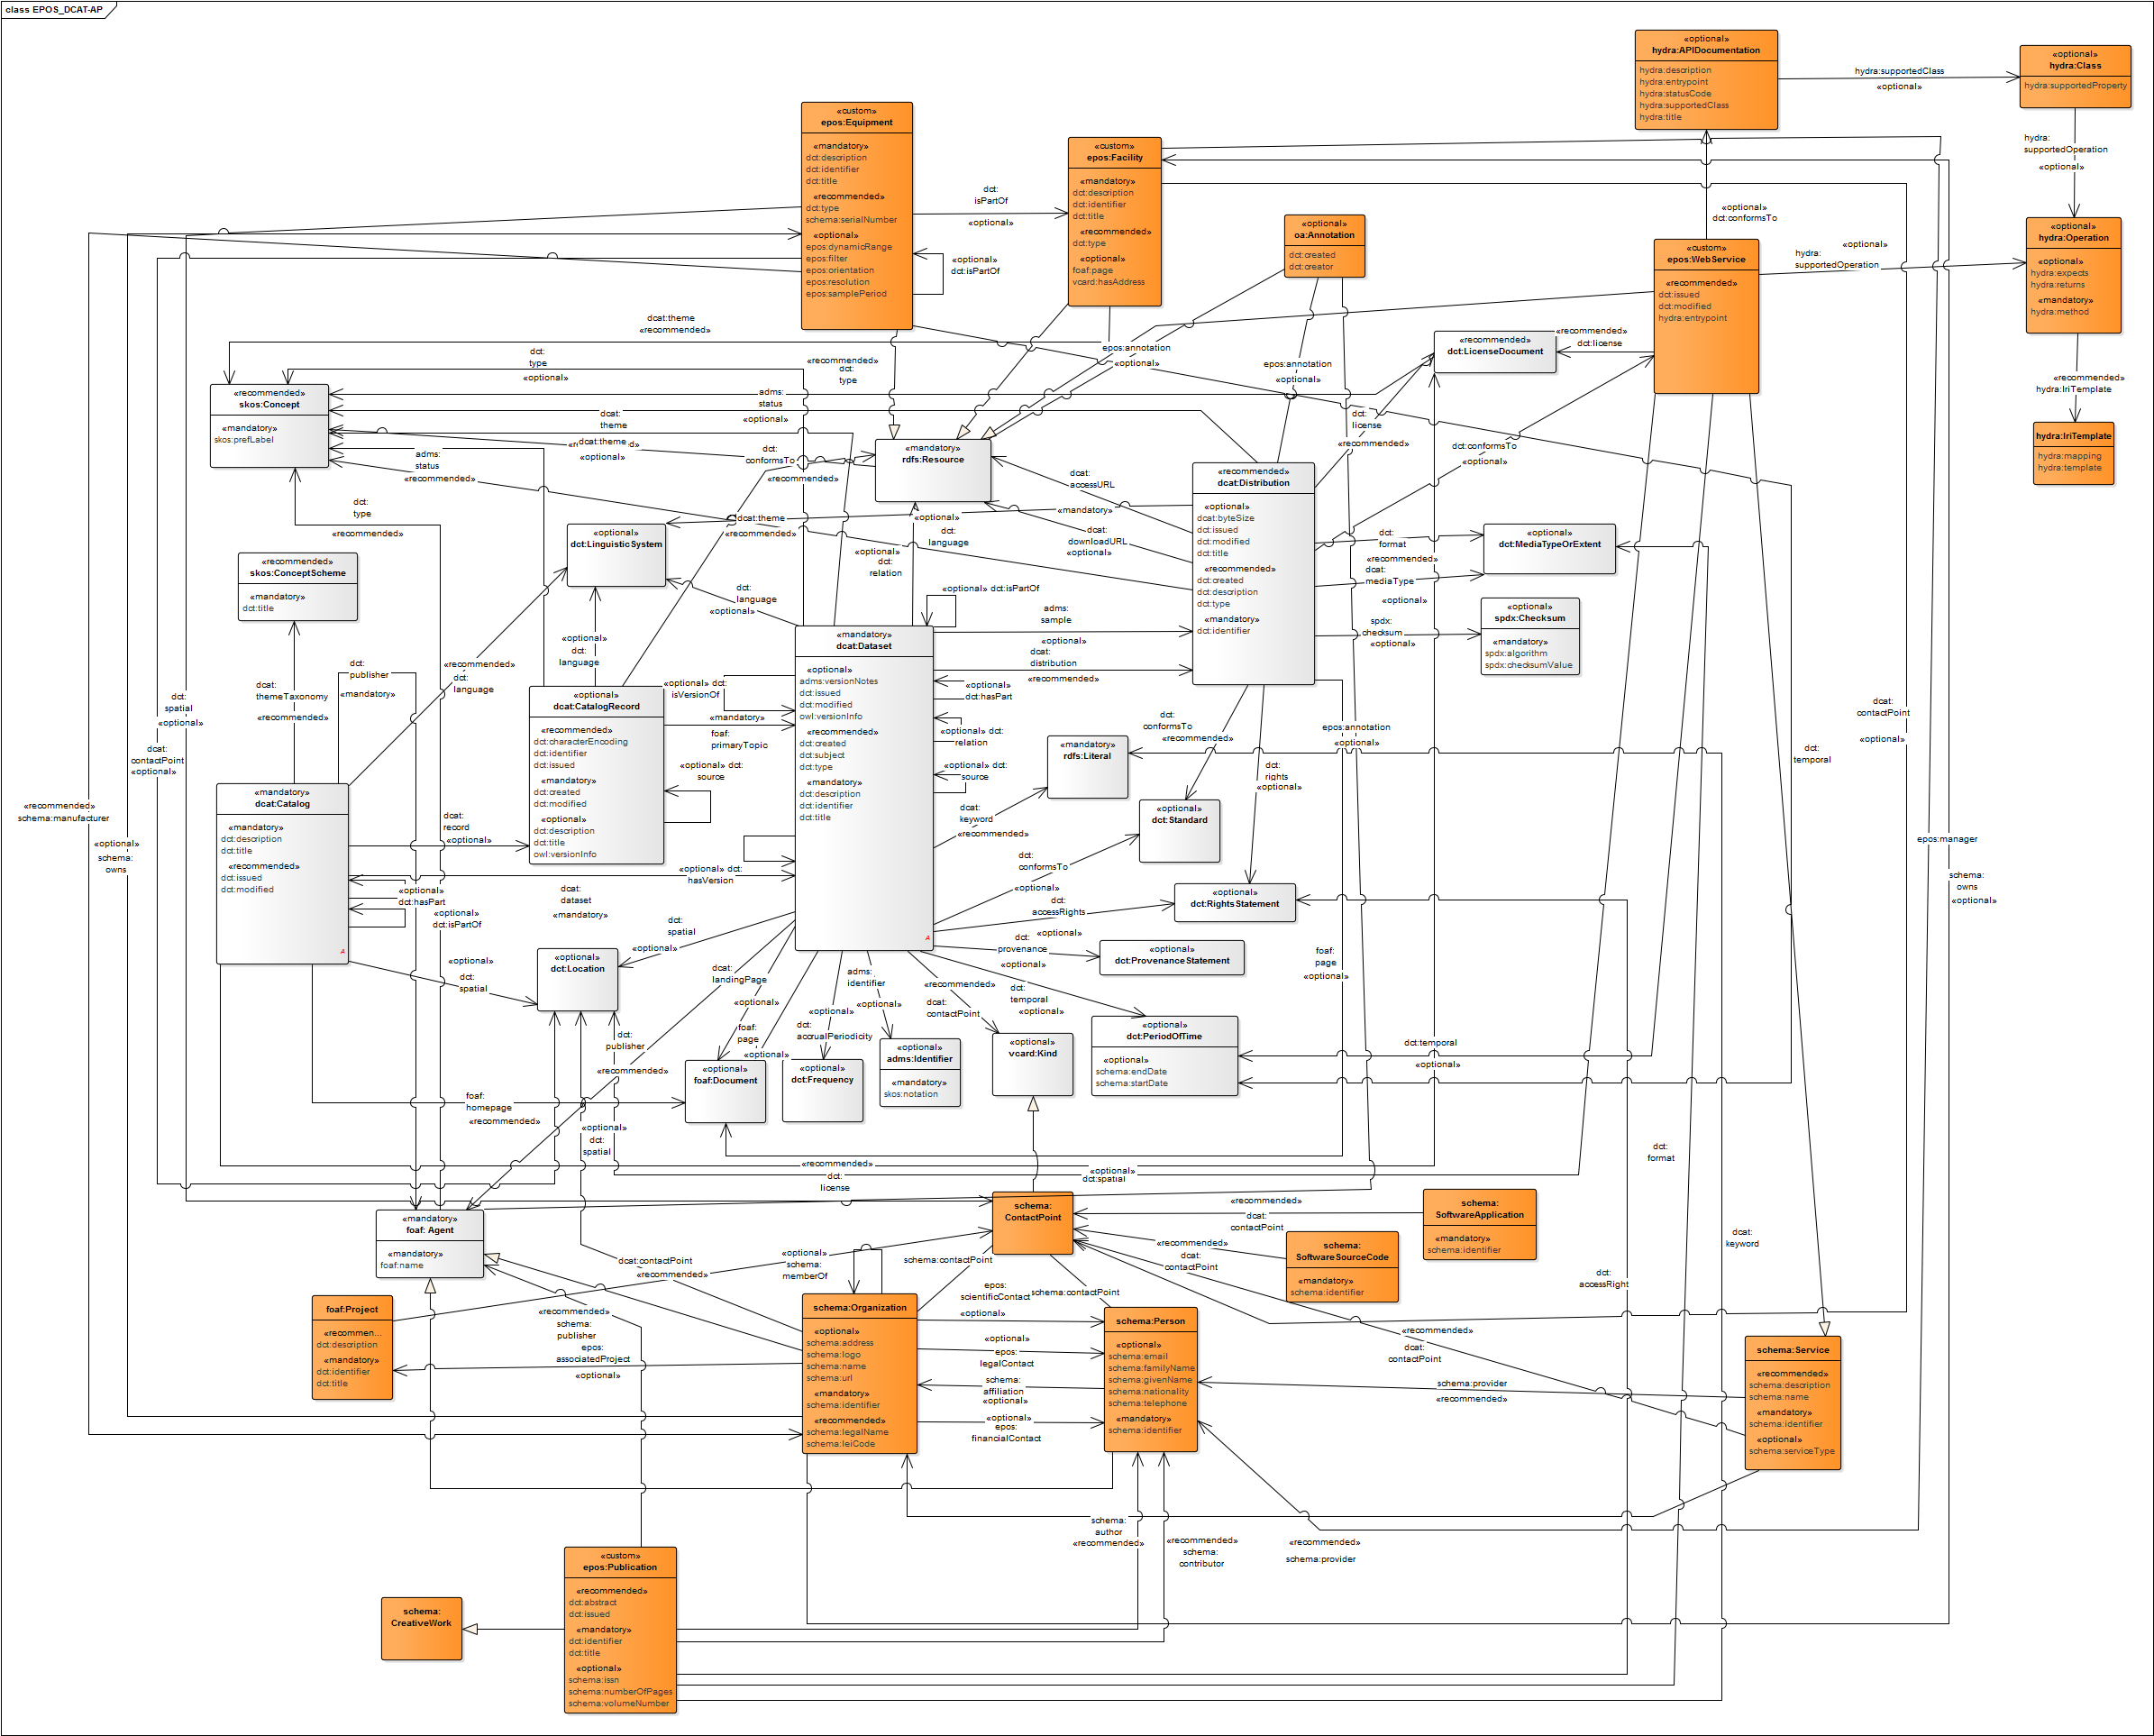 class EPOS_DCAT-AP
«optional»
hydra:APIDocumentation
hydra:description
hydra:entrypoint
hydra:statusCode
hydra:supportedClass
hydra:title
hydra:supportedClass
«optional»
«optional»
hydra:Class
hydra:supportedProperty
hydra:
supportedOperation
«optional»
«custom»
epos:Equipment
«mandatory»
dct:description
dct:identifier
dct:title
«recommended»
dct:type
schema:serialNumber
«optional»
epos:dynamicRange
epos:filter
epos:orientation
epos:resolution
epos:samplePeriod
dct:
isPartOf
«optional»
«optional»
dct:isPartOf
«custom»
epos:Facility
«mandatory»
dct:description
dct:identifier
dct:title
«recommended»
dct:type
«optional»
foaf:page
vcard:hasAddress
«optional»
oa:Annotation
dct:created
dct:creator
«optional»
dct:conformsTo
«custom»
epos:WebService
«recommended»
dct:issued
dct:modified
hydra:entrypoint
«optional»
hydra:
supportedOperation
«optional»
hydra:Operation
«optional»
hydra:expects
hydra:returns
«mandatory»
hydra:method
«recommended»
hydra:IriTemplate
hydra:IriTemplate
hydra:mapping
hydra:template
dcat:theme
«recommended»
dct:
type
«optional»
«recommended»
dct:
type
epos:annotation
«optional»
epos:annotation
«optional»
«recommended»
dct:LicenseDocument
«recommended»
dct:license
«recommended»
skos:Concept
«mandatory»
skos:prefLabel
adms:
status
«optional»
dcat:
theme
dcat:theme
«optional»
adms:
status
«recommended»
dct:
conformsTo
«recommended»
«mandatory»
rdfs:Resource
dct:
license
«recommended»
dct:conformsTo
«optional»
dcat:
accessURL
«mandatory»
dcat:
downloadURL
«optional»
«recommended»
dcat:Distribution
«optional»
dcat:byteSize
dct:issued
dct:modified
dct:title
«recommended»
dct:created
dct:description
dct:type
«mandatory»
dct:identifier
dct:
type
«recommended»
dcat:theme
«recommended»
«optional»
dct:
language
«optional»
dct:
relation
«optional»
dct:LinguisticSystem
dct:
language
«optional»
dct:
format
«recommended»
dcat:
mediaType
«optional»
«optional»
dct:MediaTypeOrExtent
«recommended»
skos:ConceptScheme
«mandatory»
dct:title
spdx:
checksum
«optional»
«optional»
spdx:Checksum
«mandatory»
spdx:algorithm
spdx:checksumValue
«optional» dct:isPartOf
adms:
sample
«optional»
dcat:
distribution
«recommended»
«mandatory»
dcat:Dataset
«optional»
adms:versionNotes
dct:issued
dct:modified
owl:versionInfo
«recommended»
dct:created
dct:subject
dct:type
«mandatory»
dct:description
dct:identifier
dct:title
«optional»
dct:
language
«recommended»
dct:
language
dct:
publisher
«mandatory»
dcat:
themeTaxonomy
«recommended»
dct:
spatial
«optional»
dcat:
contactPoint
«optional»
«optional»
dcat:CatalogRecord
«recommended»
dct:characterEncoding
dct:identifier
dct:issued
«mandatory»
dct:created
dct:modified
«optional»
dct:description
dct:title
owl:versionInfo
«optional» dct:
isVersionOf
«mandatory»
foaf:
primaryTopic
«optional» dct:
source
«optional»
dct:hasPart
«optional» dct:
relation
«optional» dct:
source
«mandatory»
rdfs:Literal
dct:
conformsTo
«recommended»
dct:
rights
«optional»
epos:annotation
«optional»
dcat:
contactPoint
«optional»
dct:
temporal
«mandatory»
dcat:Catalog
«mandatory»
dct:description
dct:title
«recommended»
dct:issued
dct:modified
«recommended»
schema:manufacturer
«optional»
schema:
owns
dcat:
record
«optional»
dcat:
keyword
«recommended»
«optional»
dct:Standard
dct:
conformsTo
«optional»
epos:manager
schema:
owns
«optional»
«optional» dct:
hasVersion
dcat:
dataset
«mandatory»
«optional»
dct:hasPart
«optional»
dct:isPartOf
dct:
spatial
«optional»
dct:
accessRights
«optional»
«optional»
dct:RightsStatement
dct:
provenance
«optional»
«optional»
dct:ProvenanceStatement
«optional»
dct:
spatial
«optional»
dct:Location
dcat:
landingPage
«optional»
adms:
identifier
«optional»
«recommended»
dcat:
contactPoint
dct:
temporal
«optional»
foaf:
page
«optional»
«optional»
dct:
accrualPeriodicity
foaf:
page
«optional»
dct:
publisher
«recommended»
«optional»
foaf:Document
«optional»
dct:Frequency
«optional»
adms:Identifier
«mandatory»
skos:notation
«optional»
vcard:Kind
«optional»
dct:PeriodOfTime
«optional»
schema:endDate
schema:startDate
dct:temporal
«optional»
foaf:
homepage
«recommended»
«optional»
dct:
spatial
«recommended»
dct:
license
«optional»
dct:spatial
dct:
format
«mandatory»
foaf: Agent
«mandatory»
foaf:name
schema:
ContactPoint
«recommended»
dcat:
contactPoint
schema:
SoftwareApplication
«mandatory»
schema:identifier
«recommended»
dcat:
contactPoint
schema:
SoftwareSourceCode
«mandatory»
schema:identifier
dcat:
keyword
dct:
accessRight
dcat:contactPoint
«recommended»
«optional»
schema:
memberOf
schema:contactPoint
epos:
scientificContact
«optional»
schema:contactPoint
foaf:Project
«recommen...
dct:description
«mandatory»
dct:identifier
dct:title
«recommended»
schema:
publisher
epos:
associatedProject
«optional»
schema:Organization
«optional»
schema:address
schema:logo
schema:name
schema:url
«mandatory»
schema:identifier
«recommended»
schema:legalName
schema:leiCode
«optional»
epos:
legalContact
schema:
affiliation
«optional»
«optional»
epos:
financialContact
schema:Person
«optional»
schema:email
schema:familyName
schema:givenName
schema:nationality
schema:telephone
«mandatory»
schema:identifier
«recommended»
dcat:
contactPoint
schema:provider
«recommended»
schema:Service
«recommended»
schema:description
schema:name
«mandatory»
schema:identifier
«optional»
schema:serviceType
schema:
author
«recommended»
«recommended»
schema:
contributor
«recommended»
schema:provider
«custom»
epos:Publication
«recommended»
dct:abstract
dct:issued
«mandatory»
dct:identifier
dct:title
«optional»
schema:issn
schema:numberOfPages
schema:volumeNumber
schema:
CreativeWork